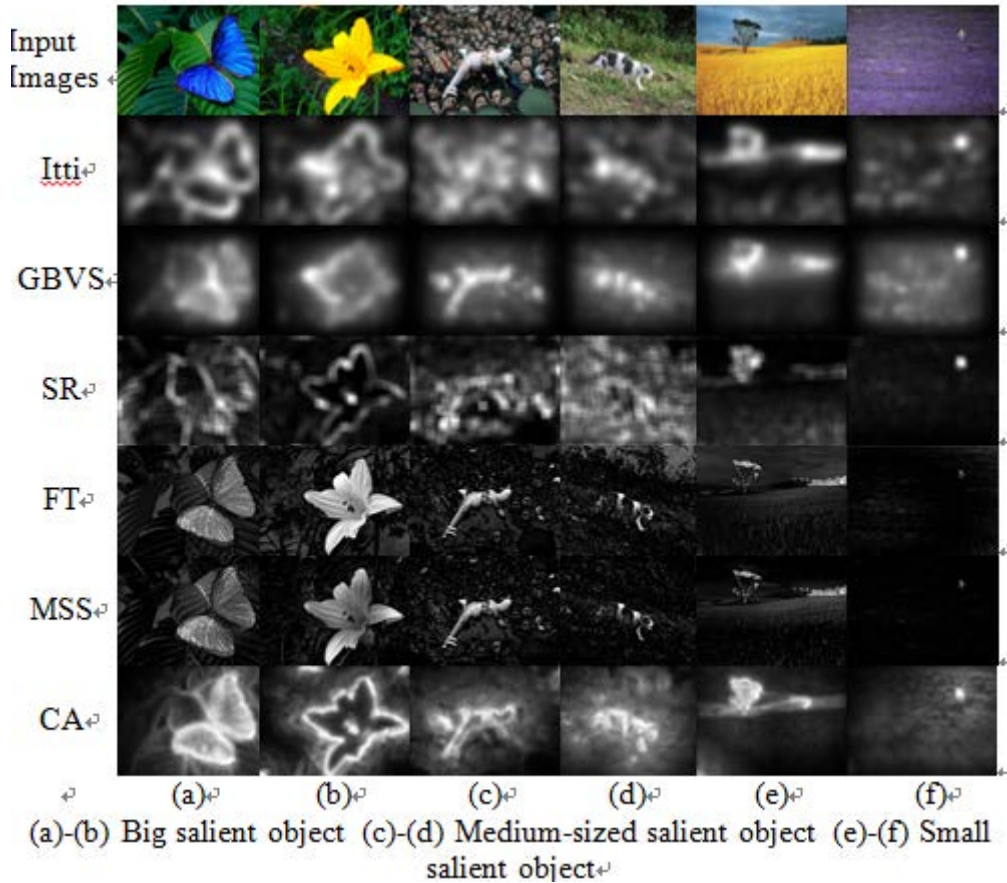 Input
Images
Itti
GBVS
SR
FT
MSS
CA
(a) (b) (c) (d) (e) (f)
(a)-(b) Big salient object (c)-(d) Medium-sized salient object (e)-(f) Small
salient object